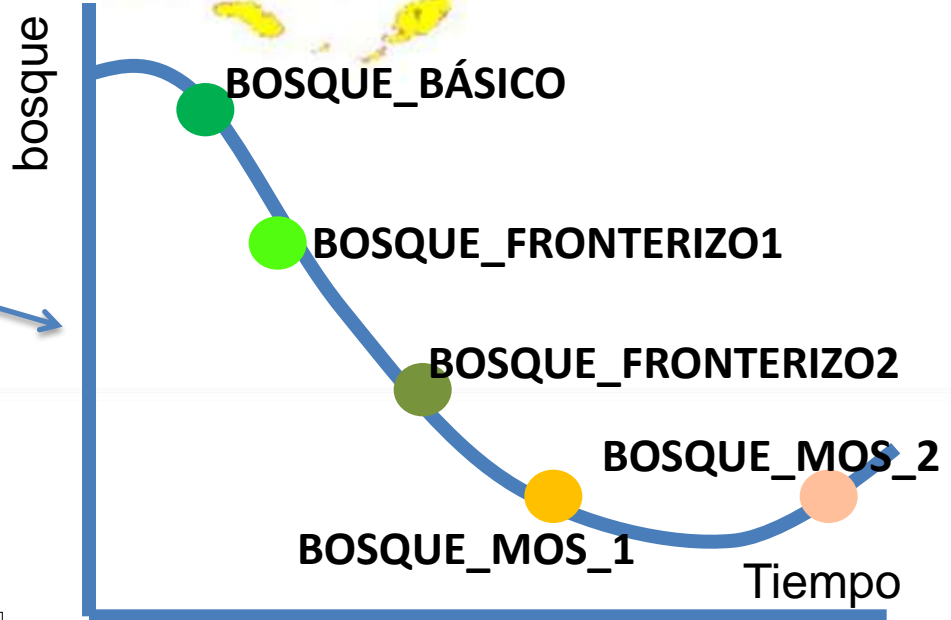 bosque
BOSQUE_BÁSICO
BOSQUE_FRONTERIZO1
BOSQUE_FRONTERIZO2
BOSQUE_MOS_2
BOSQUE_MOS_1
Tiempo